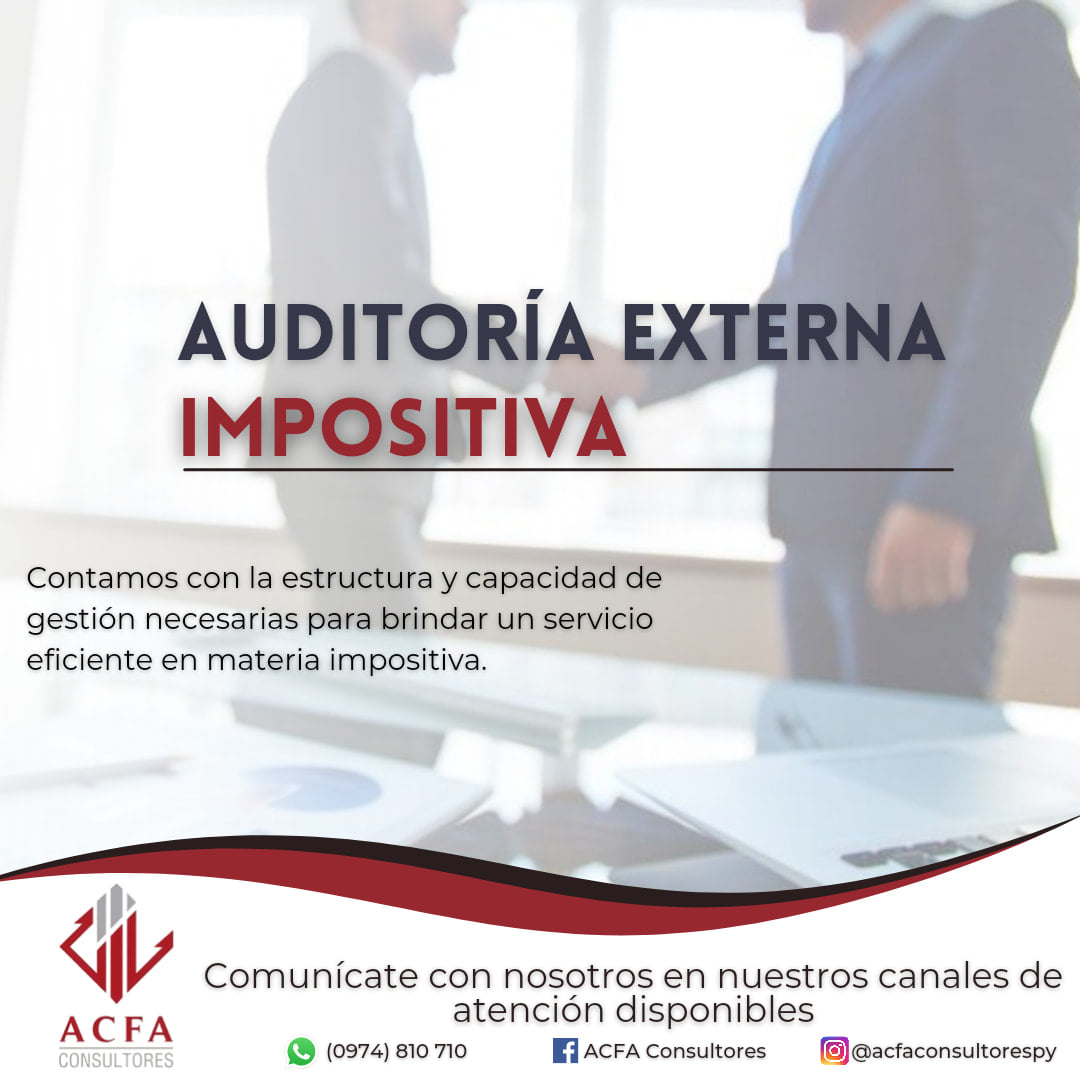 AUDITORÍA EXTERNA
IMPOSITIVA
Contamos con la estructura y capacidad de
gestión necesarias para brindar un servicio
eficiente en materia impositiva.
ACFA
CONSULTORES
Comunícate con nosotros en nuestros canales de
atención disponibles
(0974) 810 710
ACFA Consultores
@acfaconsultorespy